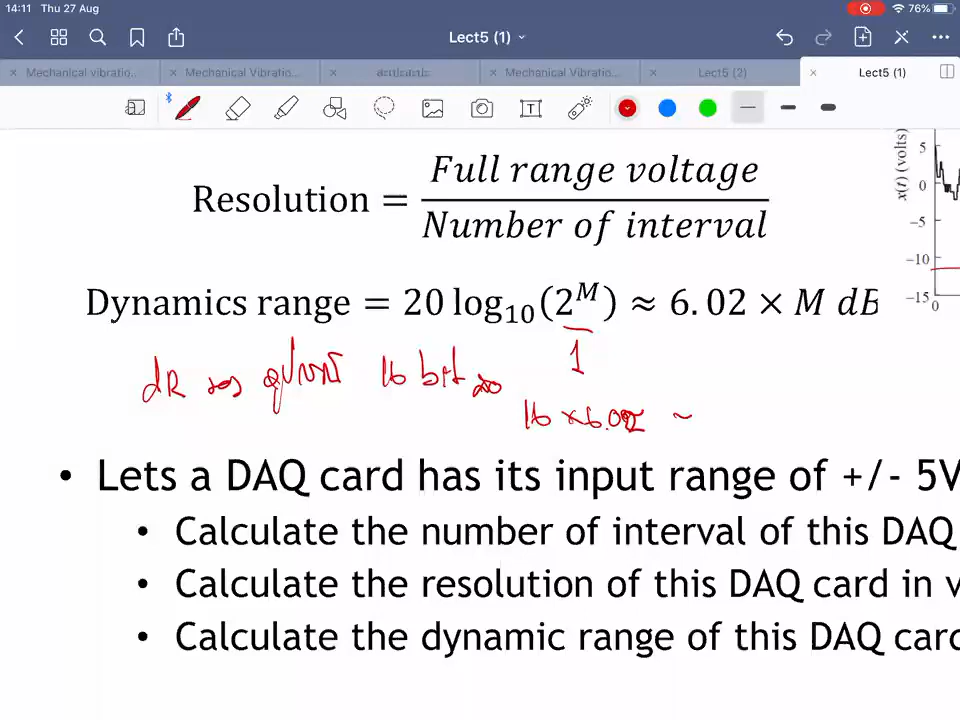 14:11 Thu 27 Aug 76%
Lect5 (1)
Mechanical vibratio...
Mechanical Vibratio...
Mechanical Vibratio...
Lect5 (2)
Lect5 (1)
Resolution = Full range voltage / Number of interval
x(t) (volts)
5
0
−5
−10
−15
0
Dynamics range = 20 log₁₀(2ᴹ) ≈ 6.02 × M dB
1
dR 16 bit
16 × 6.02 ~
• Lets a DAQ card has its input range of +/- 5V
• Calculate the number of interval of this DAQ
• Calculate the resolution of this DAQ card in v
• Calculate the dynamic range of this DAQ card